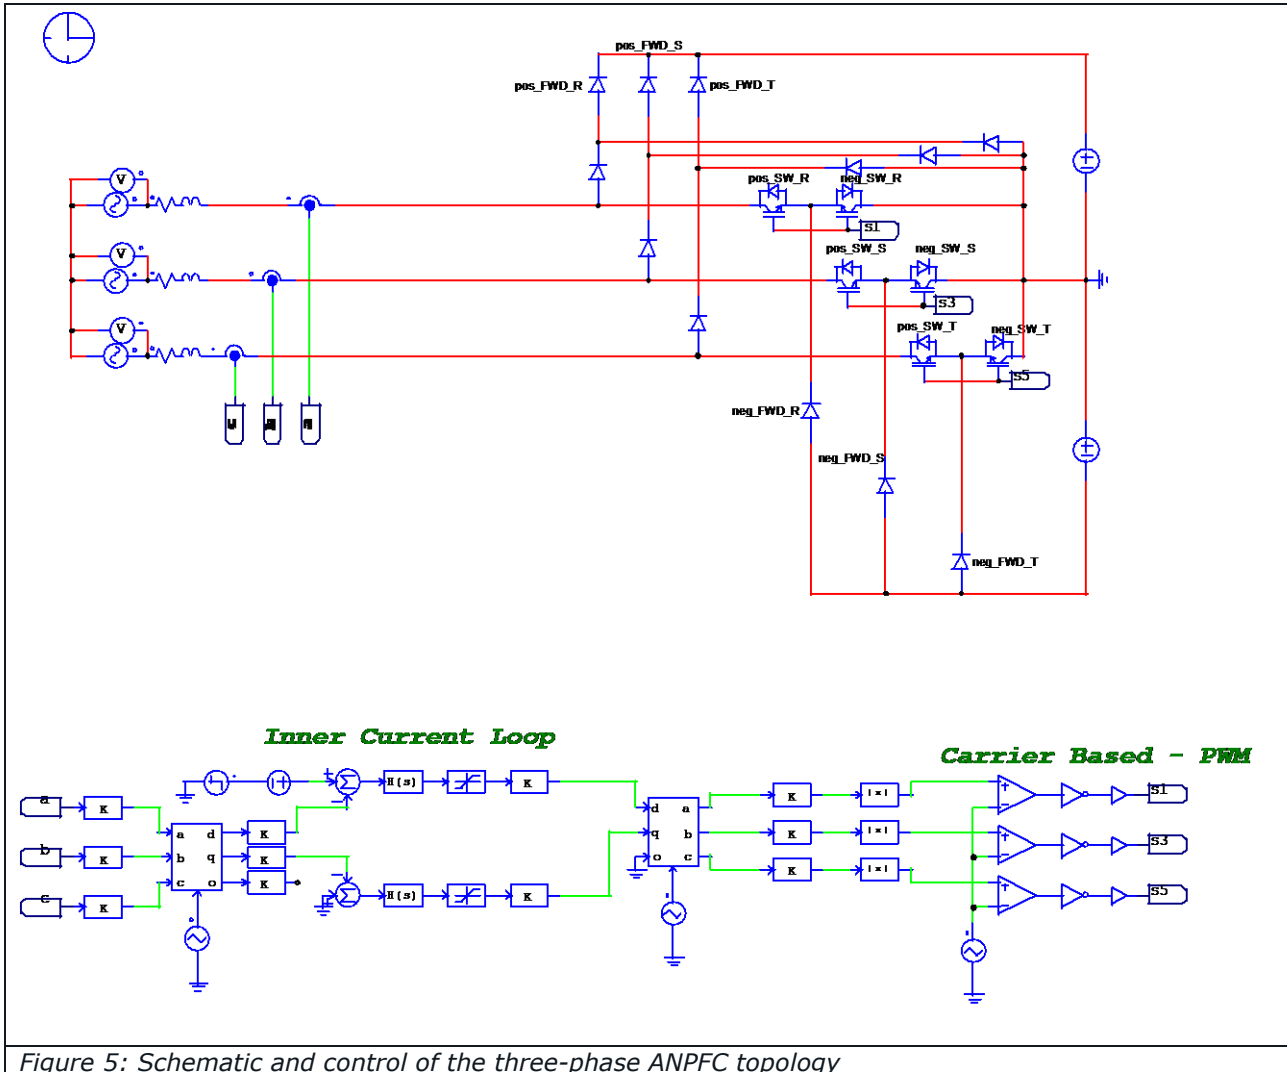 pos_FWD_S
pos_FWD_R
pos_FWD_T
pos_SW_R
neg_SW_R
S1
pos_SW_S
neg_SW_S
S3
pos_SW_T
neg_SW_T
S5
neg_FWD_R
neg_FWD_S
neg_FWD_T
V
V
V
Inner Current Loop
Carrier Based - PWM
a
K
b
K
c
K
a d
b q
c o
K
K
K
H(s)
K
H(s)
K
d a
q b
o c
K
|x|
K
|x|
K
|x|
S1
S3
S5
Figure 5: Schematic and control of the three-phase ANPFC topology